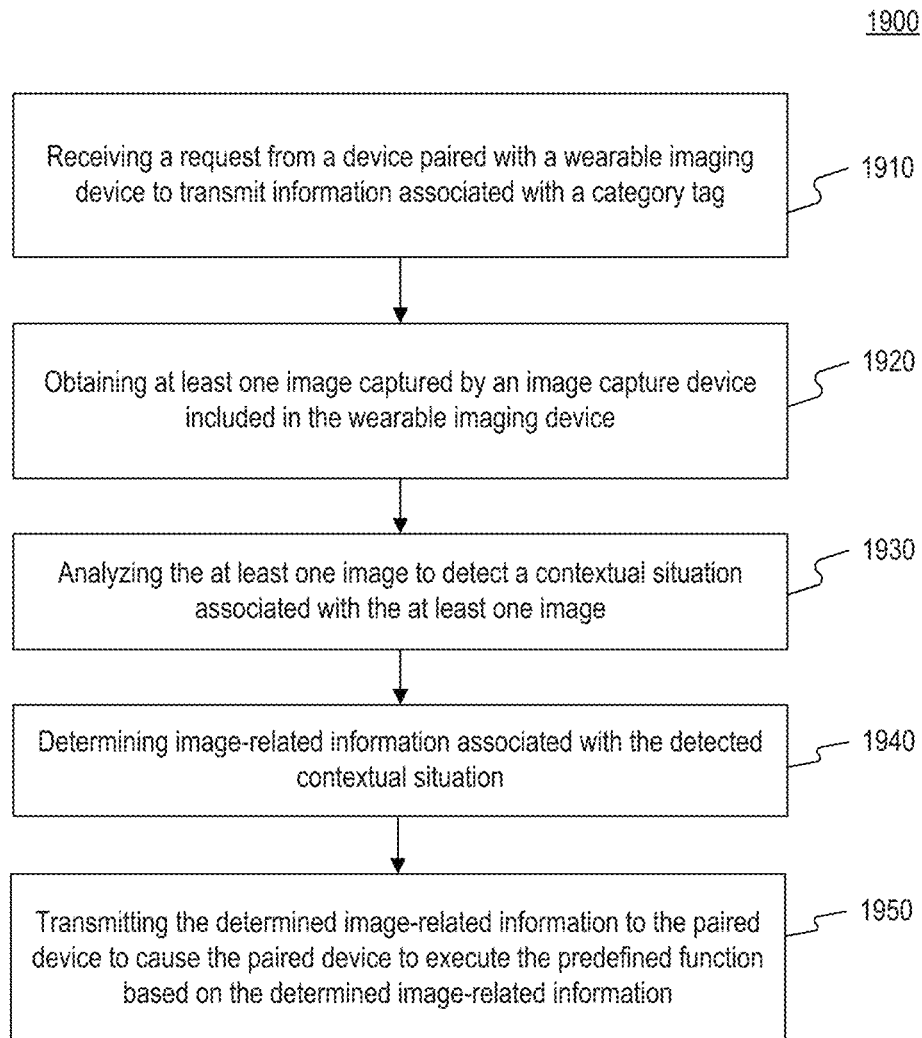 1900
Receiving a request from a device paired with a wearable imaging
device to transmit information associated with a category tag
1910
Obtaining at least one image captured by an image capture device
included in the wearable imaging device
1920
Analyzing the at least one image to detect a contextual situation
associated with the at least one image
1930
Determining image-related information associated with the detected
contextual situation
1940
Transmitting the determined image-related information to the paired
device to cause the paired device to execute the predefined function
based on the determined image-related information
1950